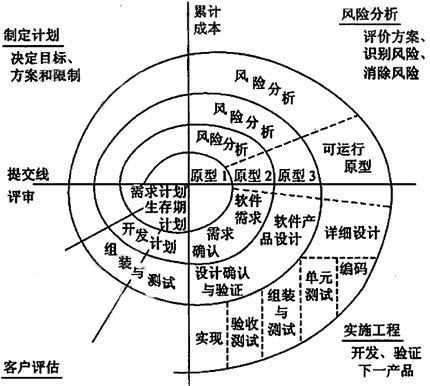 累计
成本
制定计划
决定目标、
方案和限制
风险分析
评价方案、
识别风险、
消除风险
风险分析
风险分析
风险分析
可运行
原型
提交线
评审
原型1
原型2
原型3
需求计划
生存期
计划
开发计划
组装与测试
软件
需求
需求
确认
软件产
品设计
详细设计
设计确认
与验证
编码
单元
测试
组装
与
测试
验收
测试
实现
客户评估
实施工程
开发、验证
下一产品